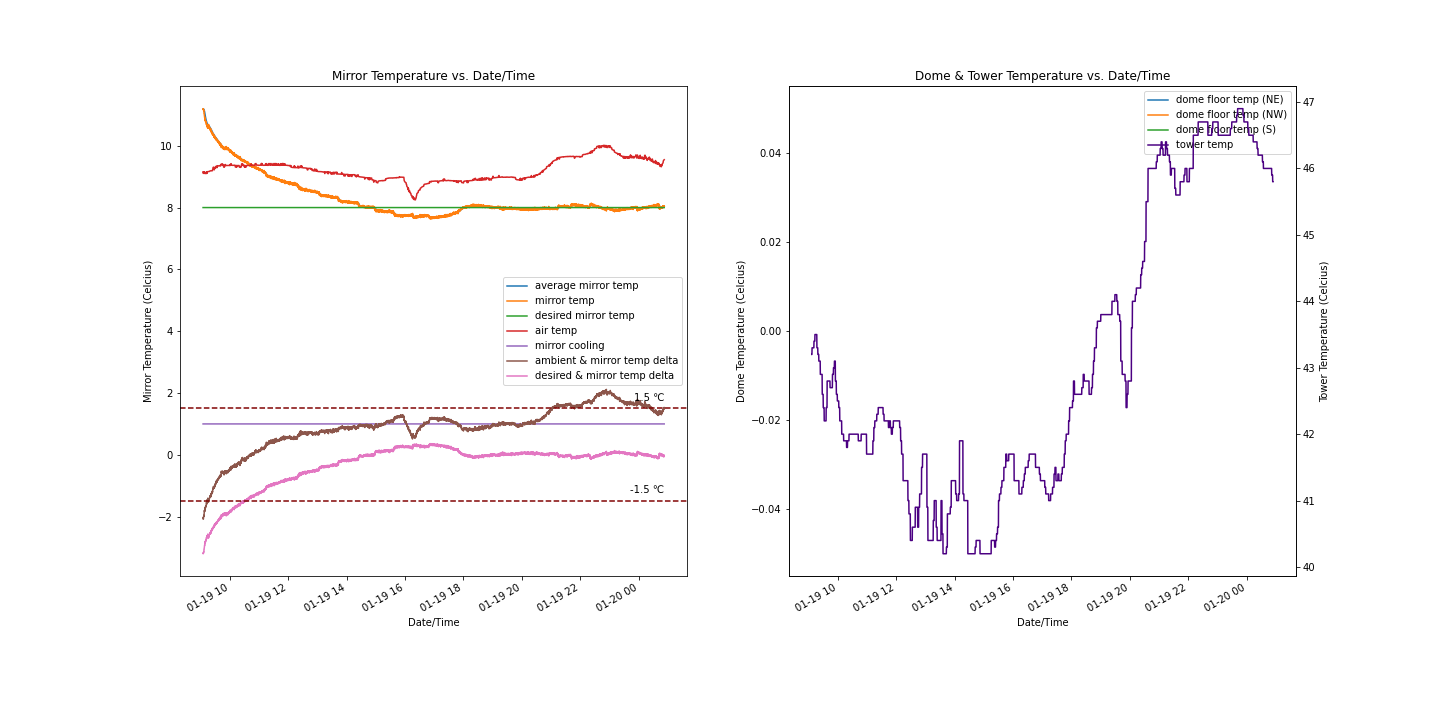 Mirror Temperature vs. Date/Time
Mirror Temperature (Celcius)
10
8
6
4
2
0
−2
average mirror temp
mirror temp
desired mirror temp
air temp
mirror cooling
ambient & mirror temp delta
desired & mirror temp delta
1.5 °C
-1.5 °C
01-19 10
01-19 12
01-19 14
01-19 16
01-19 18
01-19 20
01-19 22
01-20 00
Date/Time
Dome & Tower Temperature vs. Date/Time
Dome Temperature (Celcius)
0.04
0.02
0.00
−0.02
−0.04
dome floor temp (NE)
dome floor temp (NW)
dome floor temp (S)
tower temp
47
46
45
44
43
42
41
40
Tower Temperature (Celcius)
01-19 10
01-19 12
01-19 14
01-19 16
01-19 18
01-19 20
01-19 22
01-20 00
Date/Time